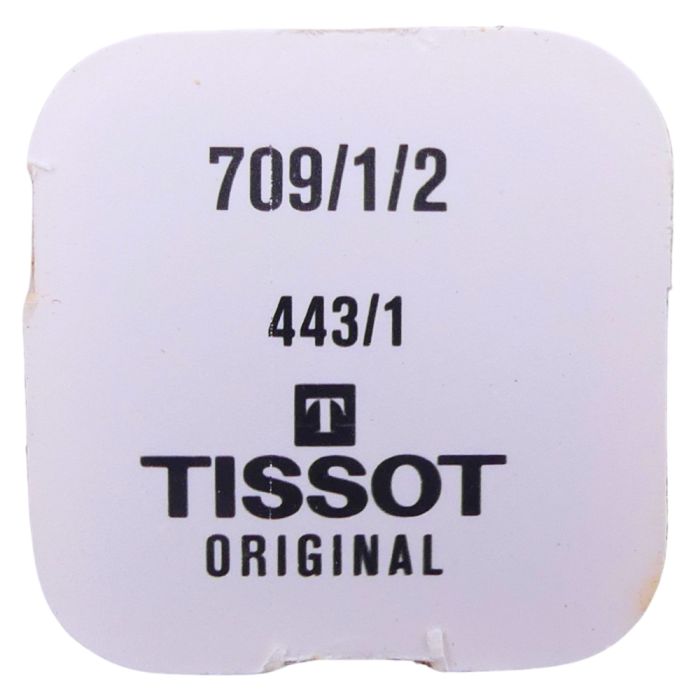 709/1/2
443/1
T
TISSOT
ORIGINAL